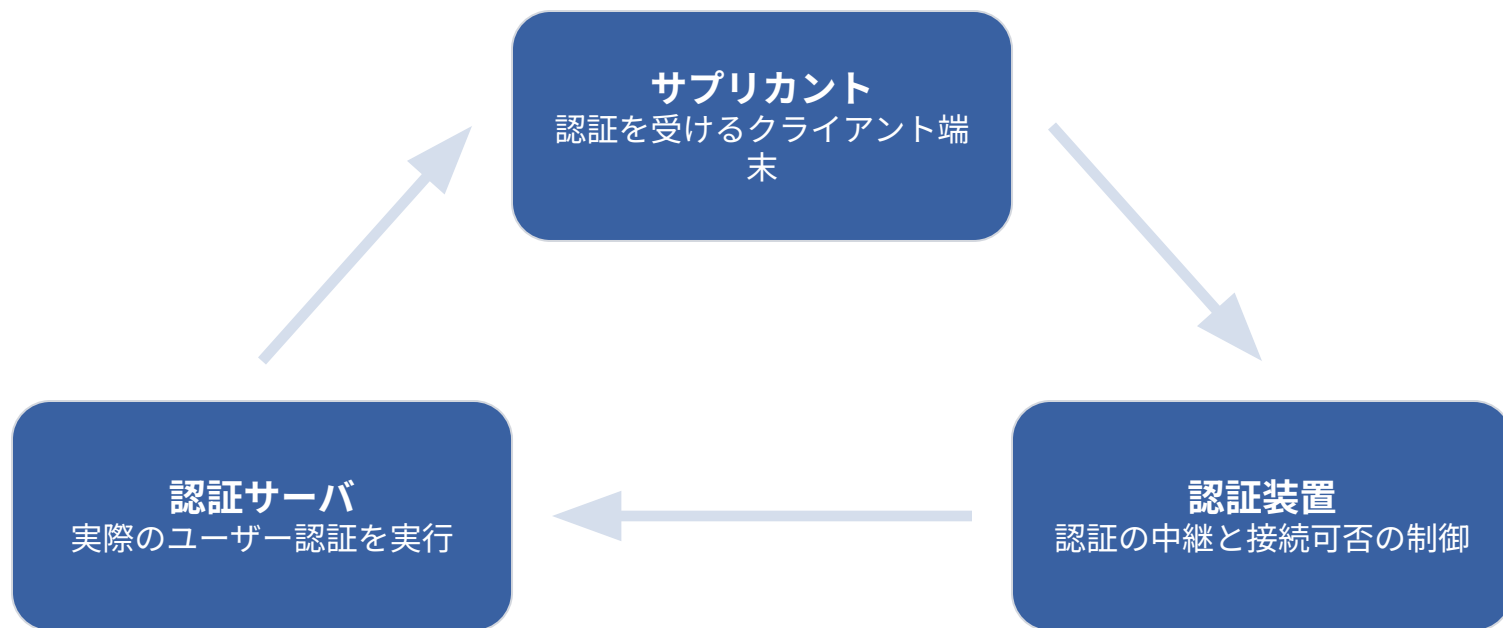 サプリカント
認証を受けるクライアント端
末
認証サーバ
実際のユーザー認証を実行
認証装置
認証の中継と接続可否の制御